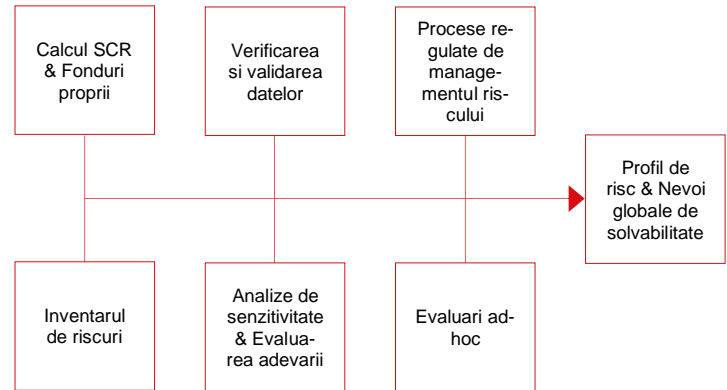 Calcul SCR
& Fonduri
proprii
Verificarea
si validarea
datelor
Procese re-
gulate de
manage-
mentul ris-
cului
Profil de
risc & Nevoi
globale de
solvabilitate
Inventarul
de riscuri
Analize de
senzitivitate
& Evalua-
rea adevarii
Evaluari ad-
hoc